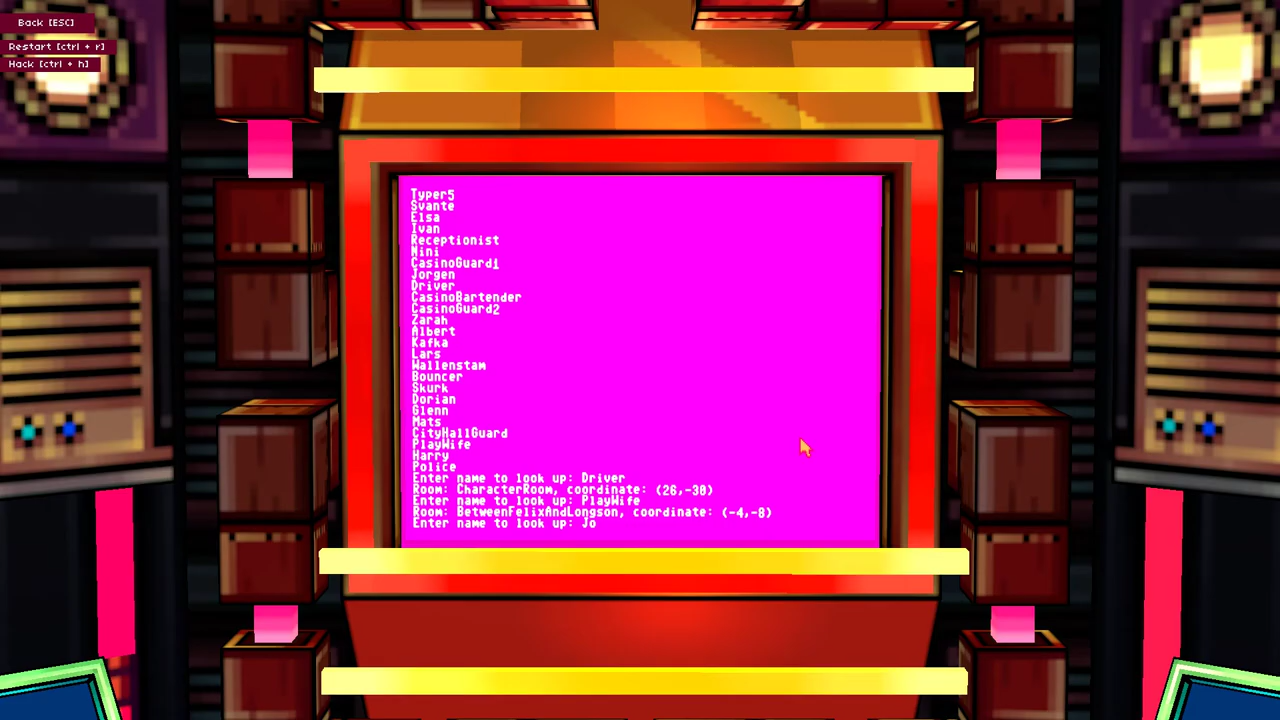 Back [ESC]
Restart [ctrl + r]
Hack [ctrl + h]
Typer5
Svante
Elsa
Ivan
Receptionist
Nini
CasinoGuard1
Jorgen
Driver
CasinoBartender
CasinoGuard2
Zarah
Albert
Kafka
Lars
Wallenstam
Bouncer
Skurk
Dorian
Glenn
Mats
CityHallGuard
PlayWife
Harry
Police
Enter name to look up: Driver
Room: CharacterRoom, coordinate: (26,-30)
Enter name to look up: PlayWife
Room: BetweenFelixAndLongson, coordinate: (-4,-8)
Enter name to look up: Jo